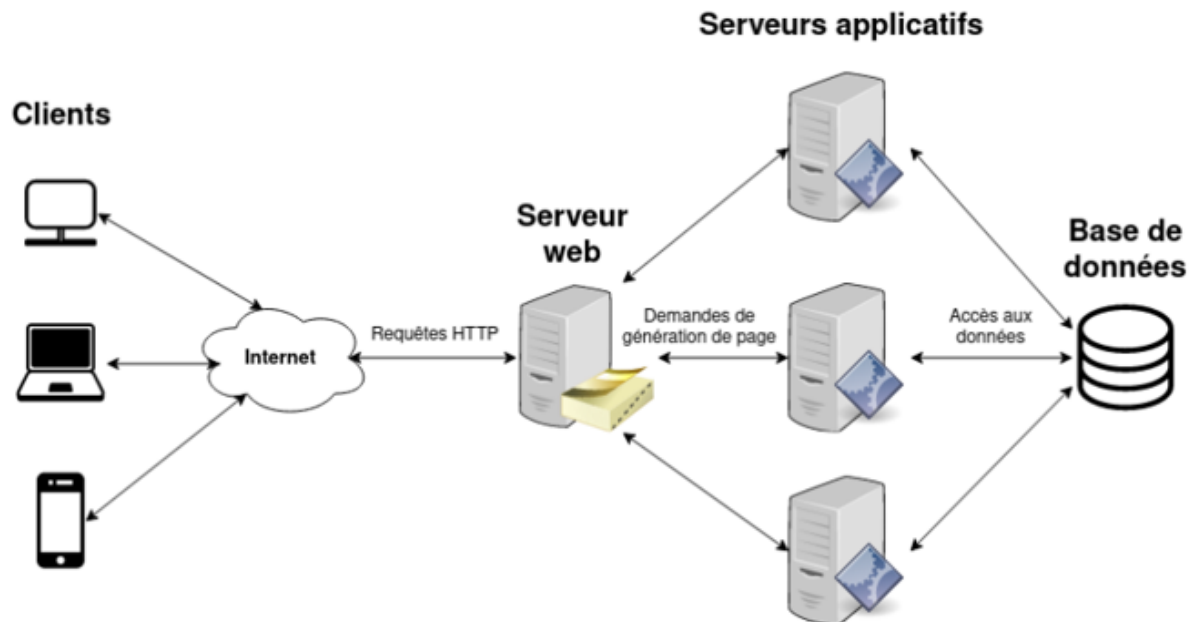 Serveurs applicatifs
Clients
Serveur
web
Base de
données
Internet
Requêtes HTTP
Demandes de
génération de page
Accès aux
données